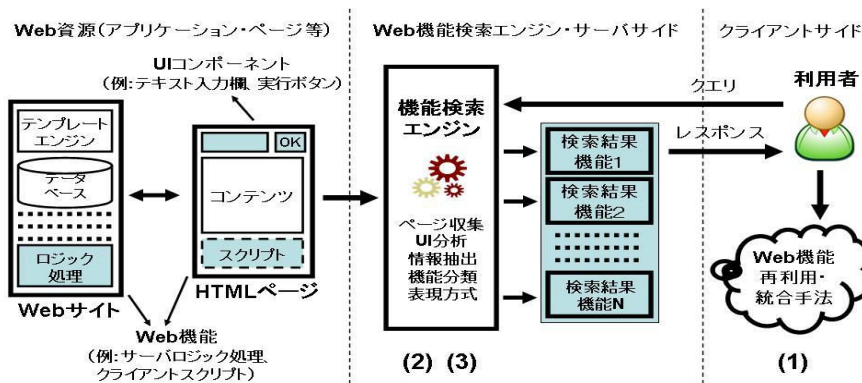 Web資源(アプリケーション・ページ等)
Web機能検索エンジン・サーバサイド
クライアントサイド
UIコンポーネント
(例:テキスト入力欄、実行ボタン)
テンプレート
エンジン
データ
ベース
ロジック
処理
Webサイト
OK
コンテンツ
スクリプト
HTMLページ
Web機能
(例:サーバロジック処理、
クライアントスクリプト)
機能検索
エンジン
ページ収集
UI分析
情報抽出
機能分類
表現方式
(2) (3)
検索結果
機能1
検索結果
機能2
検索結果
機能N
クエリ
レスポンス
利用者
Web機能
再利用・
統合手法
(1)